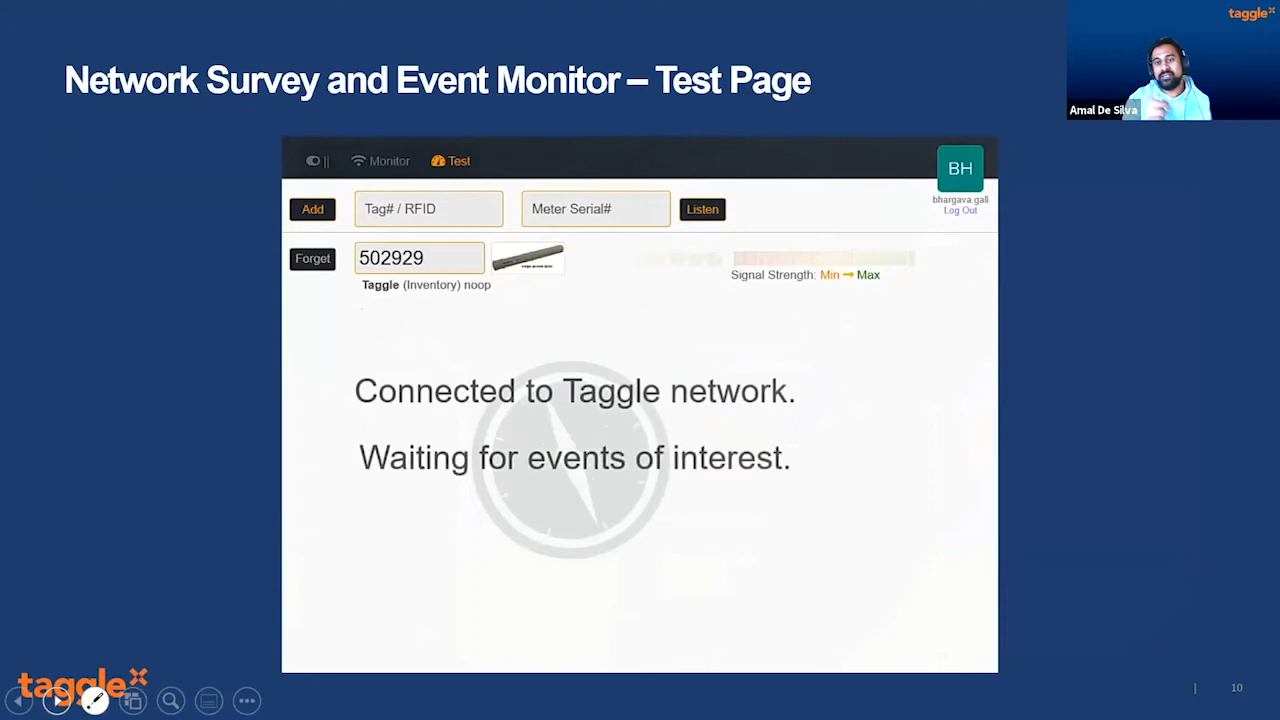 taggle
Network Survey and Event Monitor – Test Page
Amal De Silva
|| Monitor Test
BH
Add Tag# / RFID Meter Serial# Listen
bhargava.gali
Log Out
Forget 502929
Signal Strength: Min → Max
Taggle (Inventory) noop
Connected to Taggle network.
Waiting for events of interest.
taggle
| 10